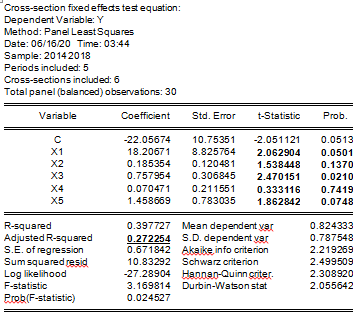 Cross-section fixed effects test equation:
Dependent Variable: Y
Method: Panel Least Squares
Date: 06/16/20 Time: 03:44
Sample: 2014 2018
Periods included: 5
Cross-sections included: 6
Total panel (balanced) observations: 30
Variable Coefficient Std. Error t-Statistic Prob.
C -22.05674 10.75351 -2.051121 0.0513
X1 18.20671 8.825764 2.062904 0.0501
X2 0.185354 0.120481 1.538448 0.1370
X3 0.757954 0.306845 2.470151 0.0210
X4 0.070471 0.211551 0.333116 0.7419
X5 1.458669 0.783035 1.862842 0.0748
R-squared 0.397727 Mean dependent var 0.824333
Adjusted R-squared 0.272254 S.D. dependent var 0.787548
S.E. of regression 0.671842 Akaike info criterion 2.219269
Sum squared resid 10.83292 Schwarz criterion 2.499509
Log likelihood -27.28904 Hannan-Quinn criter. 2.308920
F-statistic 3.169814 Durbin-Watson stat 2.055642
Prob(F-statistic) 0.024527